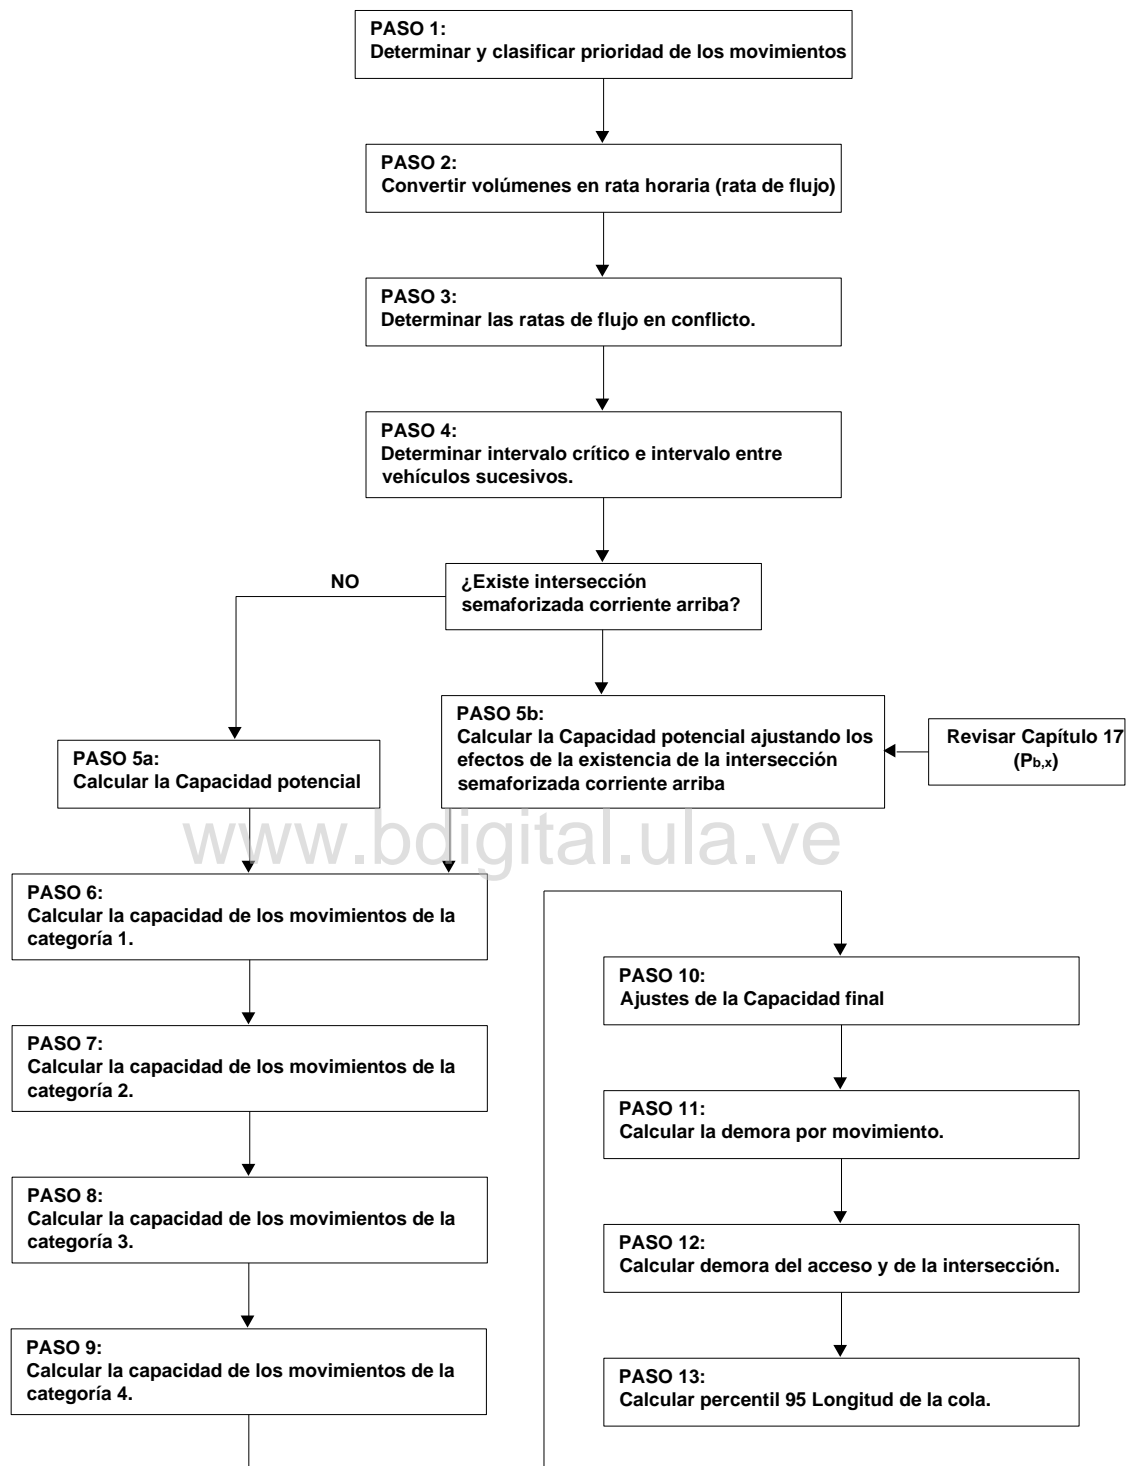 PASO 1:
Determinar y clasificar prioridad de los movimientos
PASO 2:
Convertir volúmenes en rata horaria (rata de flujo)
PASO 3:
Determinar las ratas de flujo en conflicto.
PASO 4:
Determinar intervalo crítico e intervalo entre
vehículos sucesivos.
NO
¿Existe intersección
semaforizada corriente arriba?
PASO 5a:
Calcular la Capacidad potencial
PASO 5b:
Calcular la Capacidad potencial ajustando los
efectos de la existencia de la intersección
semaforizada corriente arriba
Revisar Capítulo 17
(Pb,x)
www.bdigital.ula.ve
PASO 6:
Calcular la capacidad de los movimientos de la
categoría 1.
PASO 7:
Calcular la capacidad de los movimientos de la
categoría 2.
PASO 8:
Calcular la capacidad de los movimientos de la
categoría 3.
PASO 9:
Calcular la capacidad de los movimientos de la
categoría 4.
PASO 10:
Ajustes de la Capacidad final
PASO 11:
Calcular la demora por movimiento.
PASO 12:
Calcular demora del acceso y de la intersección.
PASO 13:
Calcular percentil 95 Longitud de la cola.